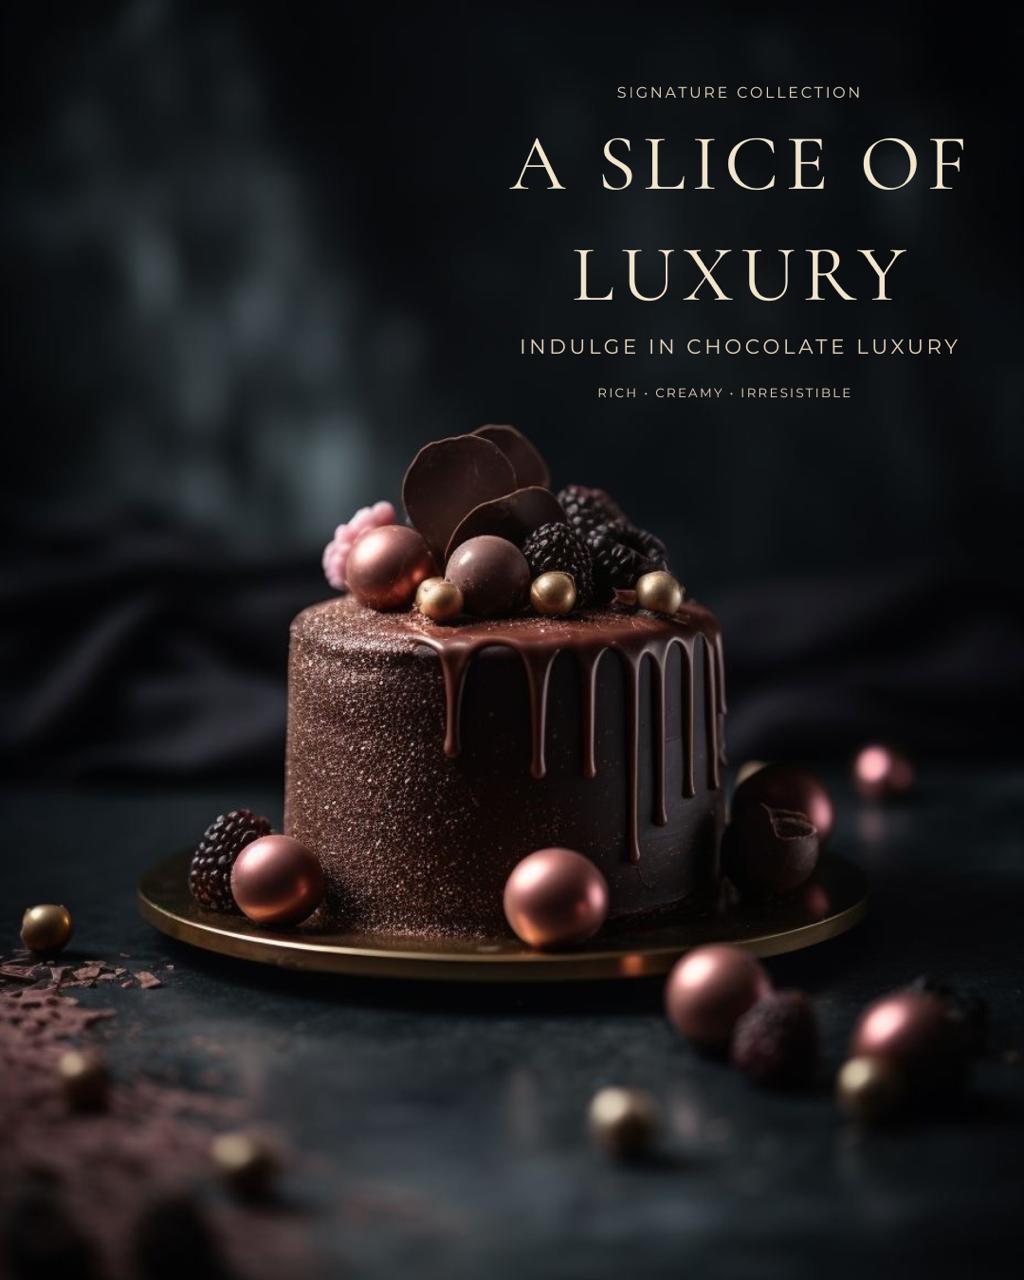 SIGNATURE COLLECTION
A SLICE OF
LUXURY
INDULGE IN CHOCOLATE LUXURY
RICH • CREAMY • IRRESISTIBLE